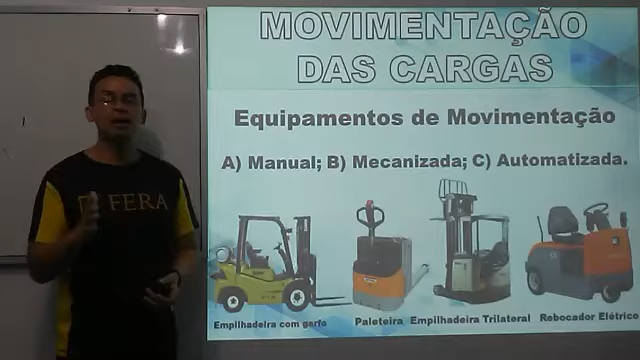 MOVIMENTAÇÃO
DAS CARGAS
Equipamentos de Movimentação
A) Manual; B) Mecanizada; C) Automatizada.
Empilhadeira com garfo Paleteira Empilhadeira Trilateral Rebocador Elétrico
FERA